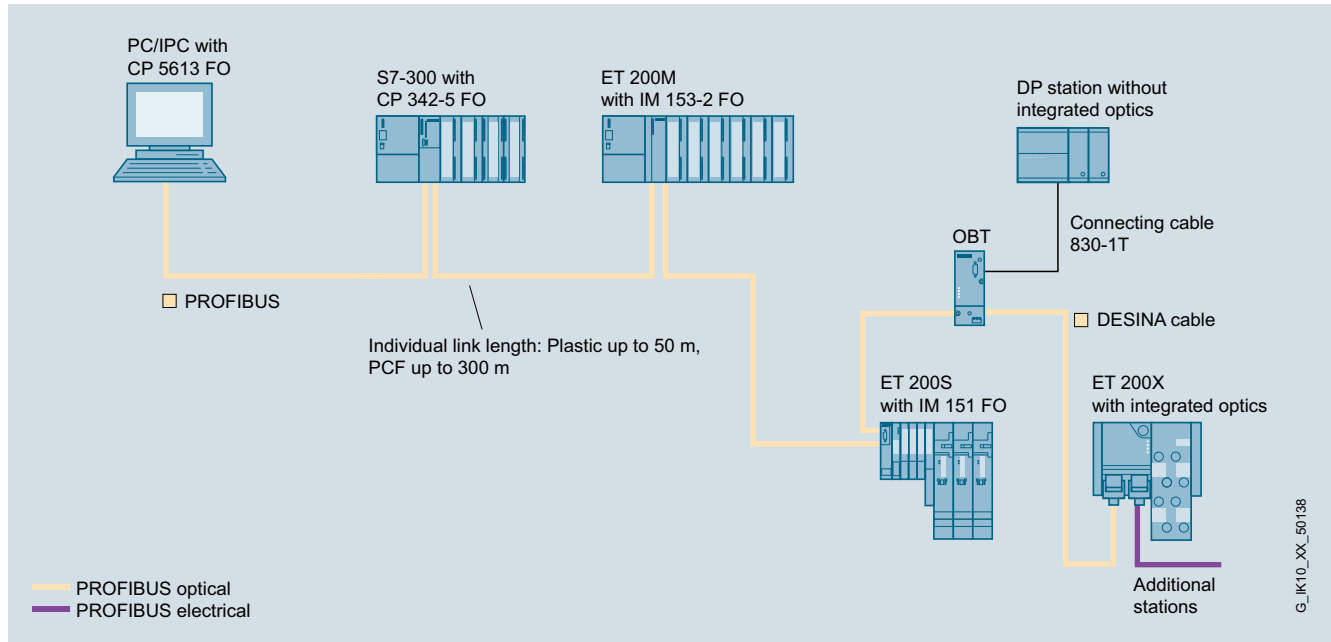 PC/IPC with
CP 5613 FO
S7-300 with
CP 342-5 FO
ET 200M
with IM 153-2 FO
DP station without
integrated optics
Connecting cable
830-1T
OBT
PROFIBUS
DESINA cable
Individual link length: Plastic up to 50 m,
PCF up to 300 m
ET 200S
with IM 151 FO
ET 200X
with integrated optics
Additional
stations
PROFIBUS optical
PROFIBUS electrical
G_IK10_XX_50138